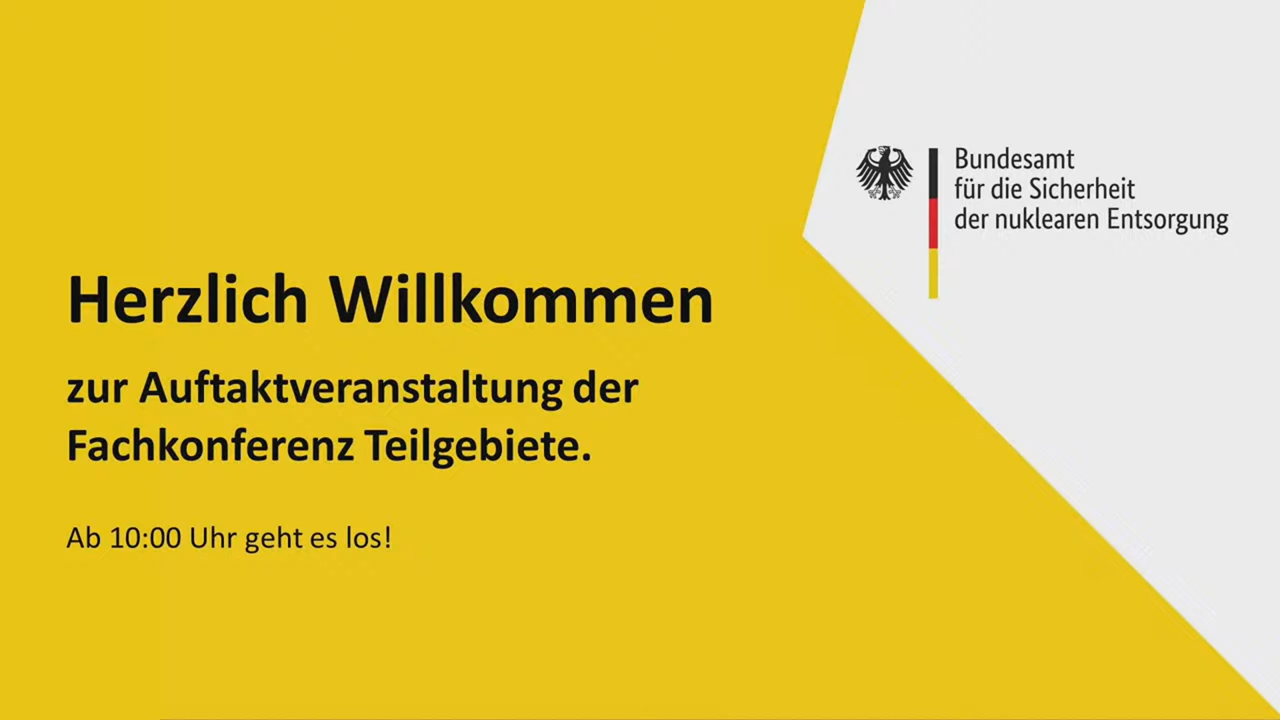 Herzlich Willkommen
zur Auftaktveranstaltung der
Fachkonferenz Teilgebiete.
Ab 10:00 Uhr geht es los!
Bundesamt
für die Sicherheit
der nuklearen Entsorgung